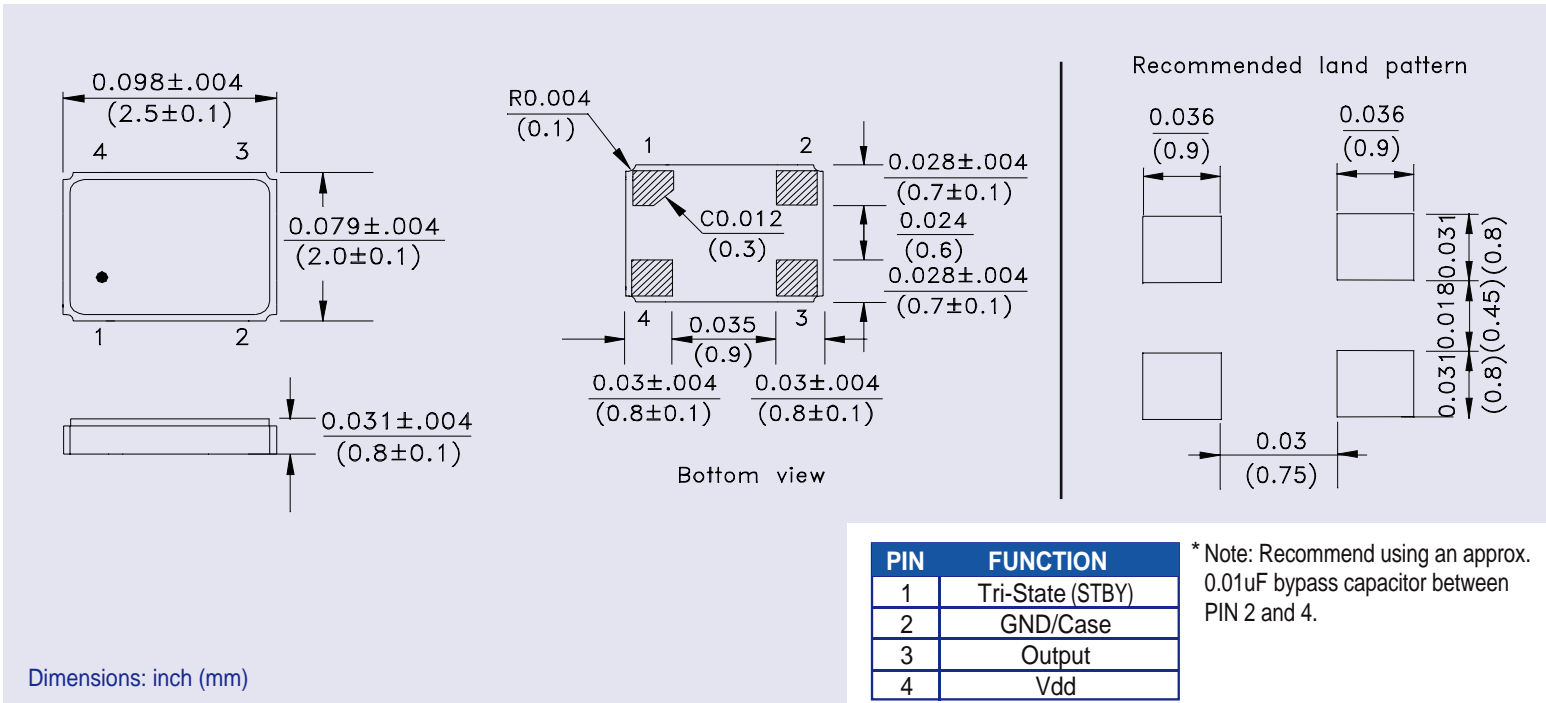 0.098±.004
(2.5±0.1)
4 3
0.079±.004
(2.0±0.1)
1 2
0.031±.004
(0.8±0.1)
R0.004
(0.1)
1 2
0.028±.004
(0.7±0.1)
C0.012
(0.3)
0.024
(0.6)
0.028±.004
(0.7±0.1)
4 3
0.035
(0.9)
0.03±.004
(0.8±0.1)
0.03±.004
(0.8±0.1)
Bottom view
Recommended land pattern
0.036
(0.9)
0.036
(0.9)
0.031
(0.8)
0.018
(0.45)
0.031
(0.8)
0.03
(0.75)
PIN FUNCTION
1 Tri-State (STBY)
2 GND/Case
3 Output
4 Vdd
* Note: Recommend using an approx.
0.01uF bypass capacitor between
PIN 2 and 4.
Dimensions: inch (mm)